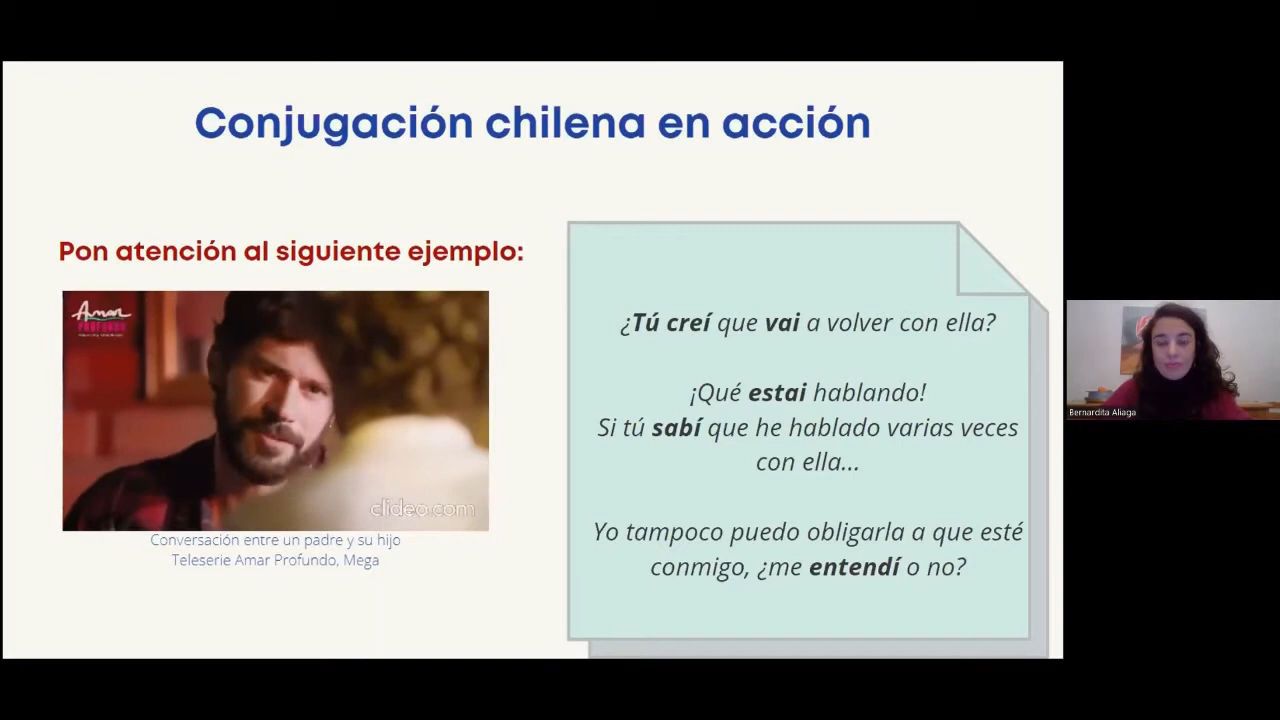 Conjugación chilena en acción
Pon atención al siguiente ejemplo:
Amar
PROFUNDO
clideo.com
Conversación entre un padre y su hijo
Teleserie Amar Profundo, Mega
¿Tú creí que vai a volver con ella?
¡Qué estai hablando!
Si tú sabí que he hablado varias veces
con ella...
Yo tampoco puedo obligarla a que esté
conmigo, ¿me entendí o no?
Bernardita Aliaga